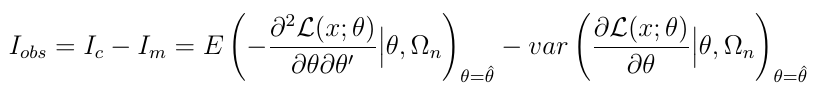 $I_{obs} = I_c - I_m = E\left(-\frac{\partial^2 \mathcal{L}(x;\theta)}{\partial\theta\partial\theta'}\Big|\theta,\Omega_n\right)_{\theta=\hat{\theta}} - var\left(\frac{\partial \mathcal{L}(x;\theta)}{\partial\theta}\Big|\theta,\Omega_n\right)_{\theta=\hat{\theta}}$